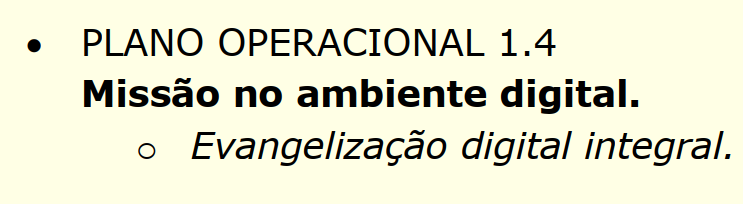 • PLANO OPERACIONAL 1.4
Missão no ambiente digital.
o Evangelização digital integral.